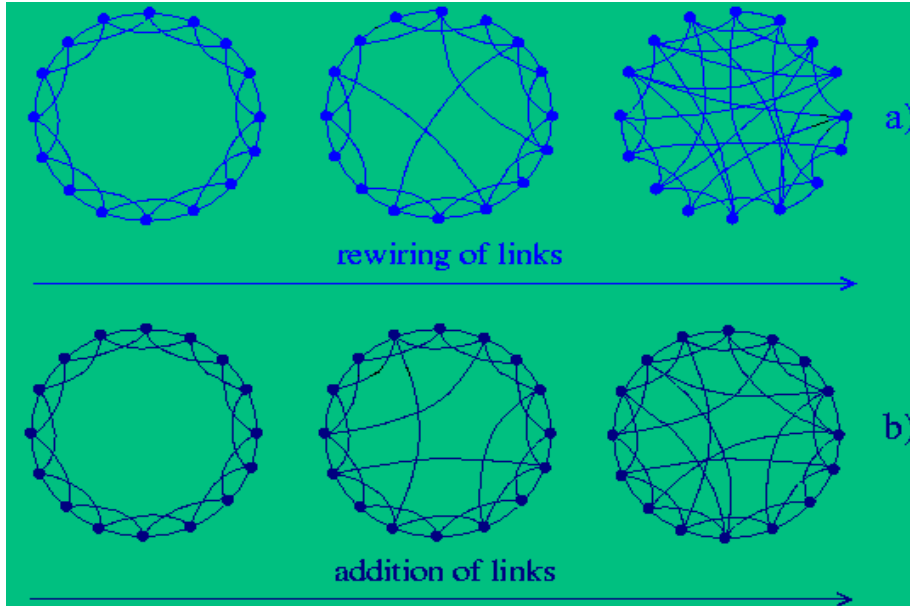 a)
rewiring of links
b)
addition of links